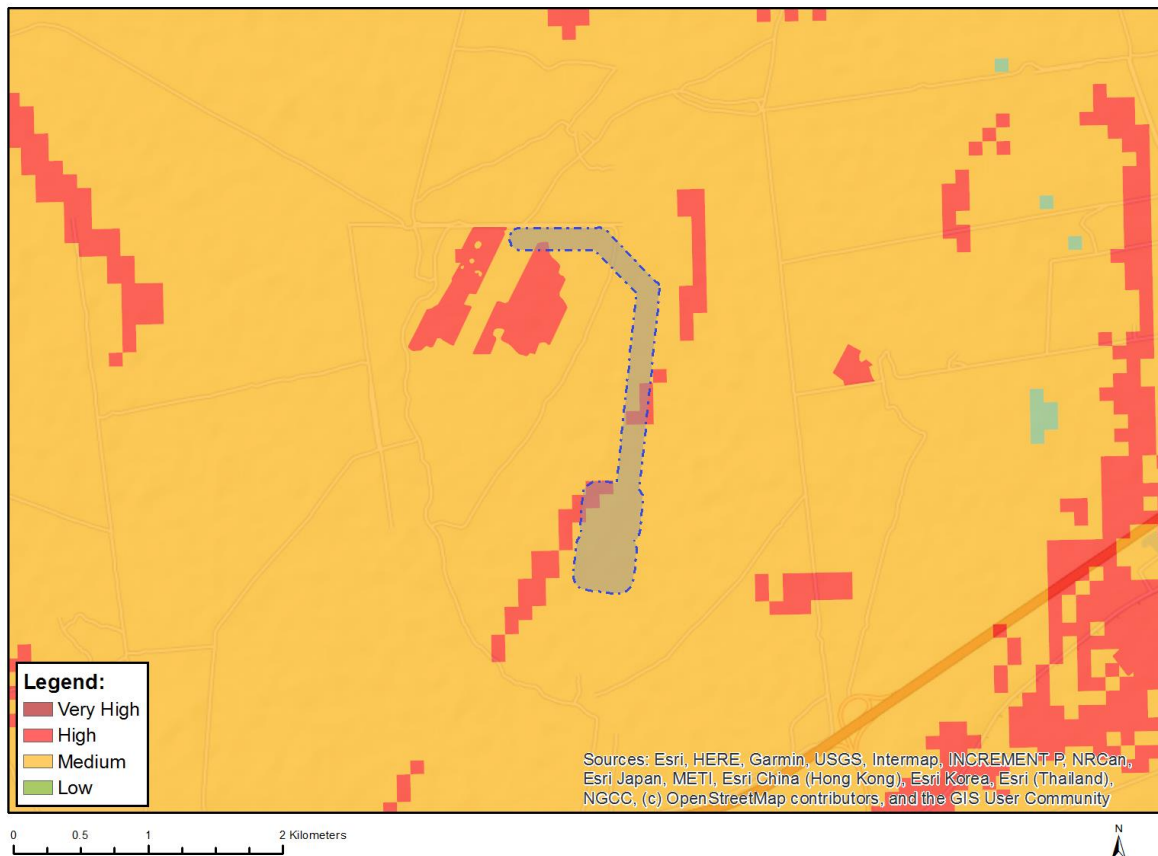 Legend:
Very High
High
Medium
Low
Sources: Esri, HERE, Garmin, USGS, Intermap, INCREMENT P, NRCan,
Esri Japan, METI, Esri China (Hong Kong), Esri Korea, Esri (Thailand),
NGCC, (c) OpenStreetMap contributors, and the GIS User Community
0 0.5 1 2 Kilometers
N